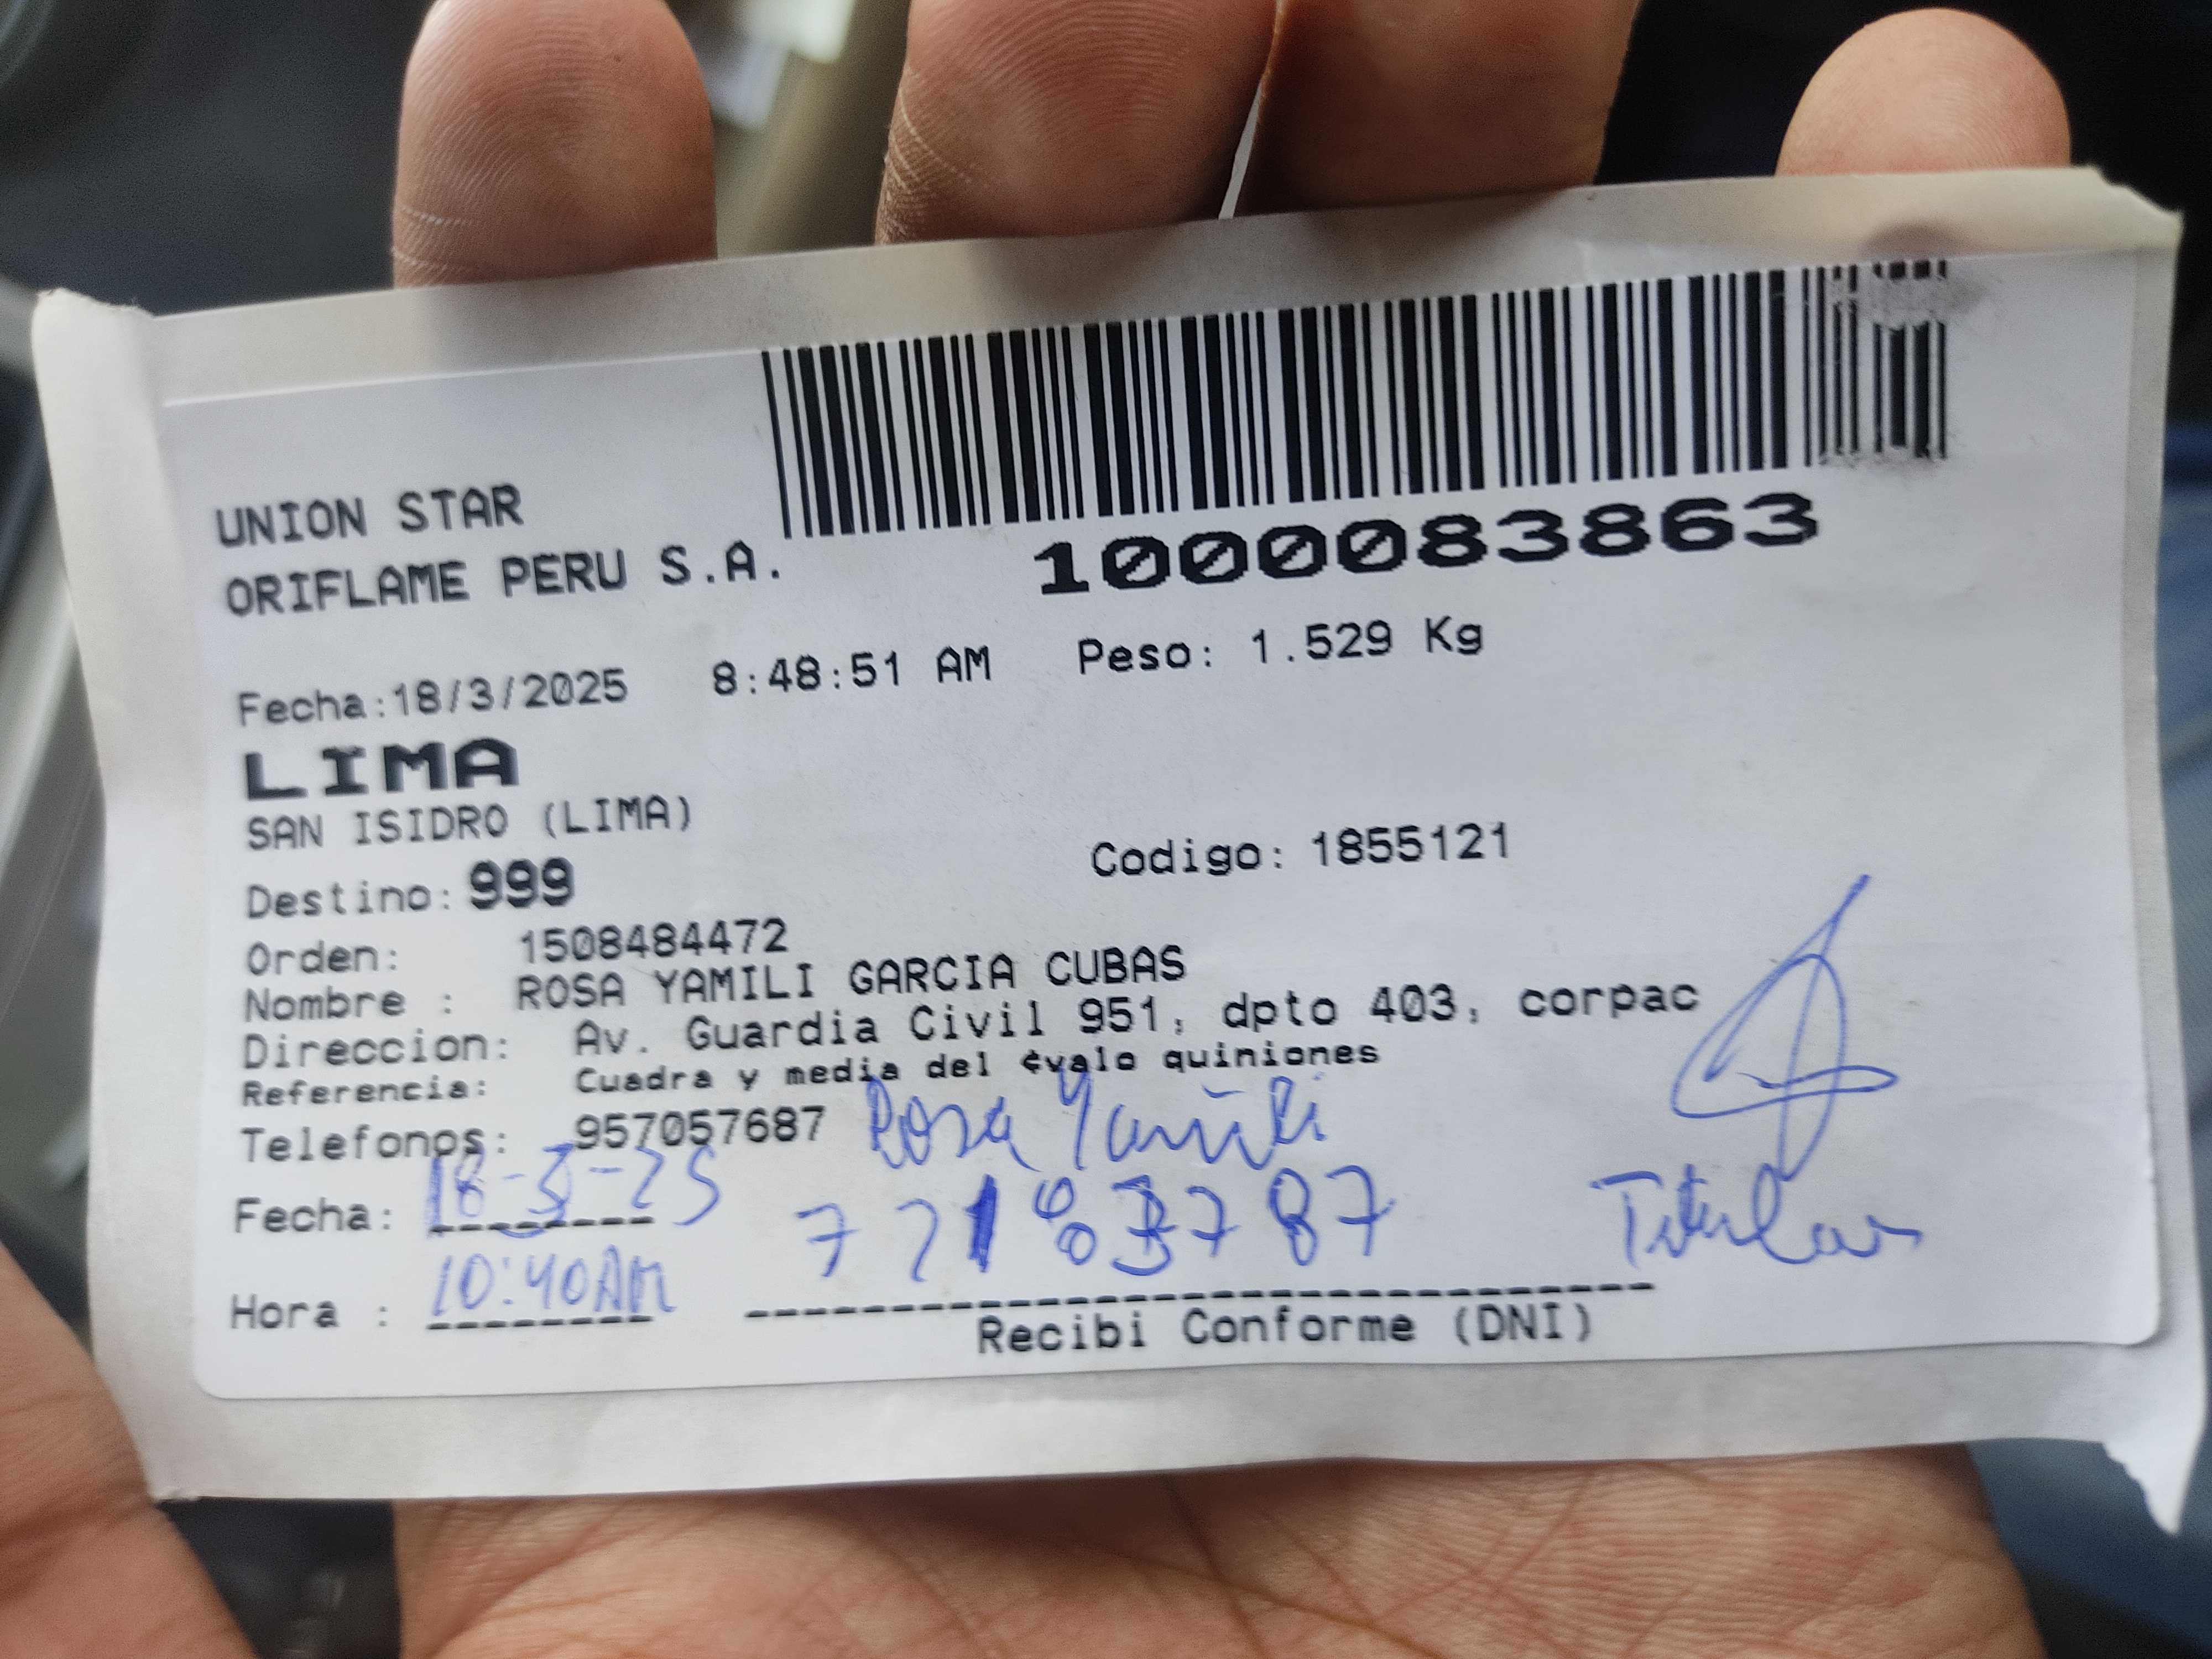 UNION STAR
ORIFLAME PERU S.A.
1000083863
Fecha:18/3/2025 8:48:51 AM Peso: 1.529 Kg
LIMA
SAN ISIDRO (LIMA)
Codigo: 1855121
Destino: 999
Orden: 1508484472
Nombre : ROSA YAMILI GARCIA CUBAS
Direccion: Av. Guardia Civil 951, dpto 403, corpac
Referencia: Cuadra y media del ¢valo quiniones
Telefonos: 957057687 Rosa Yamili
Fecha: 18-3-25
Titular
Hora : 10:40AM
Recibi Conforme (DNI)